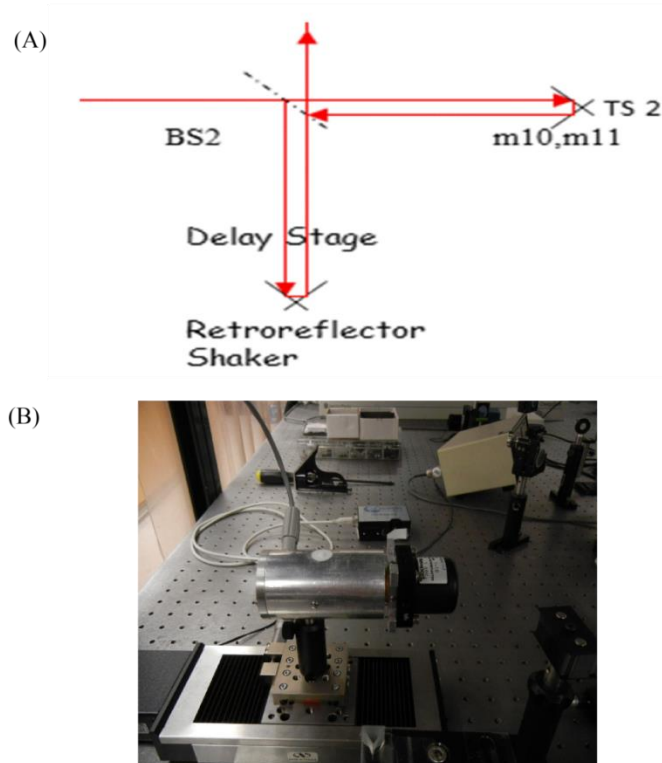 (A)
TS 2
BS2
m10,m11
Delay Stage
Retroreflector
Shaker
(B)